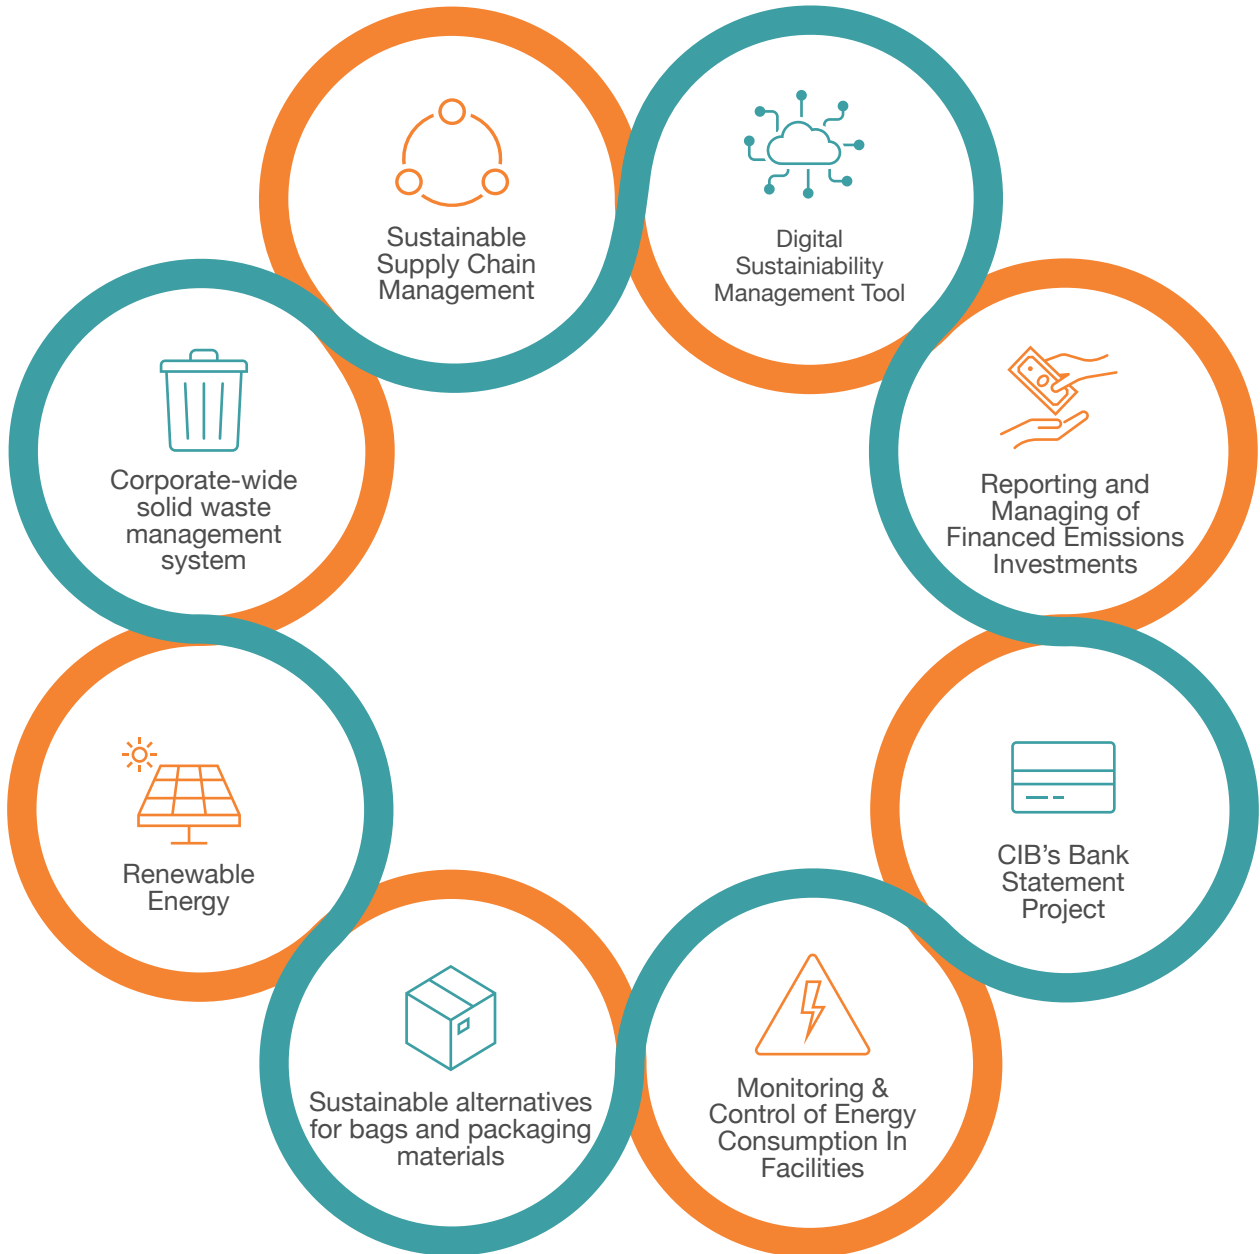 Sustainable
Supply Chain
Management
Digital
Sustainiability
Management Tool
Reporting and
Managing of
Financed Emissions
Investments
CIB's Bank
Statement
Project
Monitoring &
Control of Energy
Consumption In
Facilities
Sustainable alternatives
for bags and packaging
materials
Renewable
Energy
Corporate-wide
solid waste
management
system